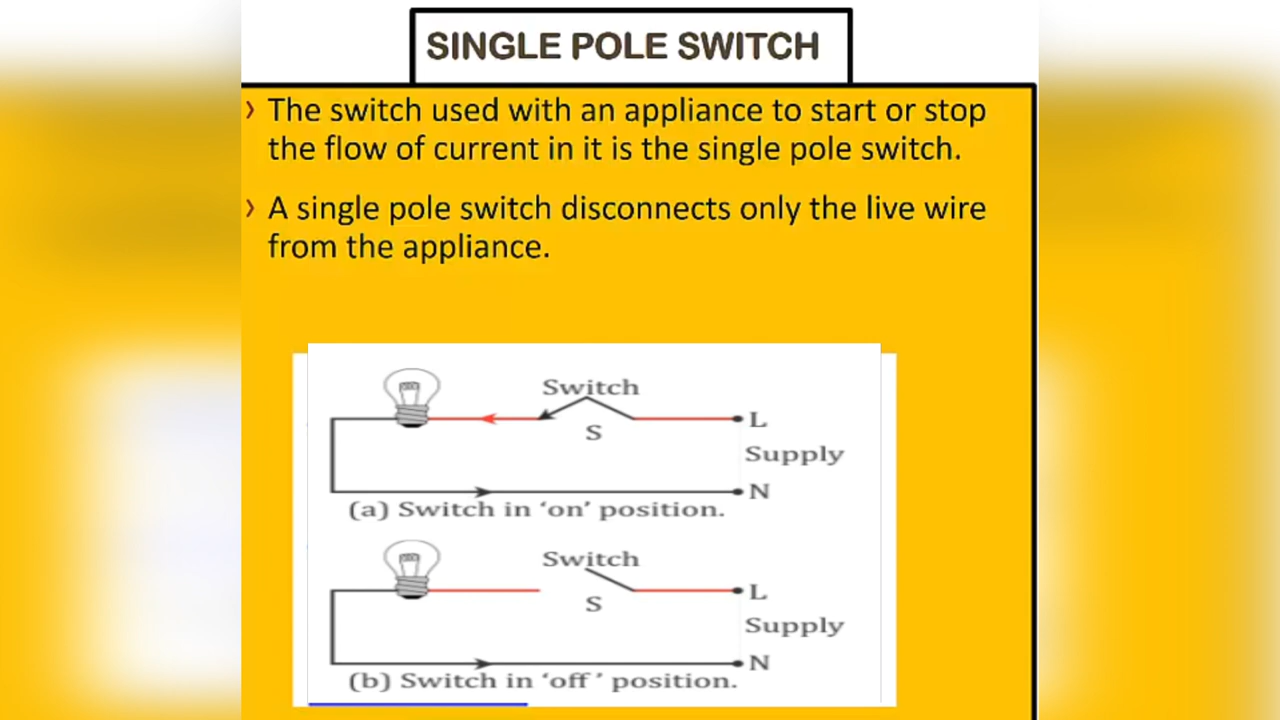 SINGLE POLE SWITCH
The switch used with an appliance to start or stop
the flow of current in it is the single pole switch.
A single pole switch disconnects only the live wire
from the appliance.
Switch
S
L
Supply
N
(a) Switch in ‘on’ position.
Switch
S
L
Supply
N
(b) Switch in ‘off ’ position.